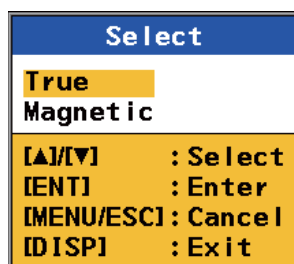 Select
True
Magnetic
[▲]/[▼] :Select
[ENT] :Enter
[MENU/ESC]:Cancel
[DISP] :Exit